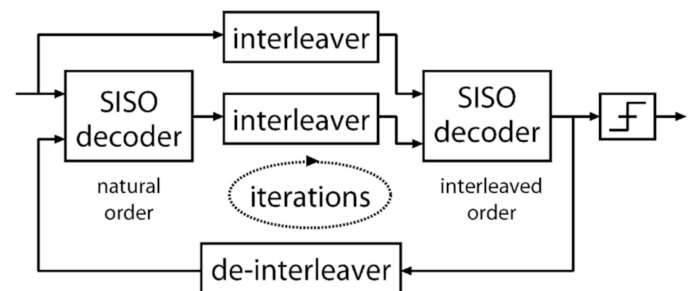 interleaver
SISO
decoder
interleaver
SISO
decoder
natural
order
iterations
interleaved
order
de-interleaver